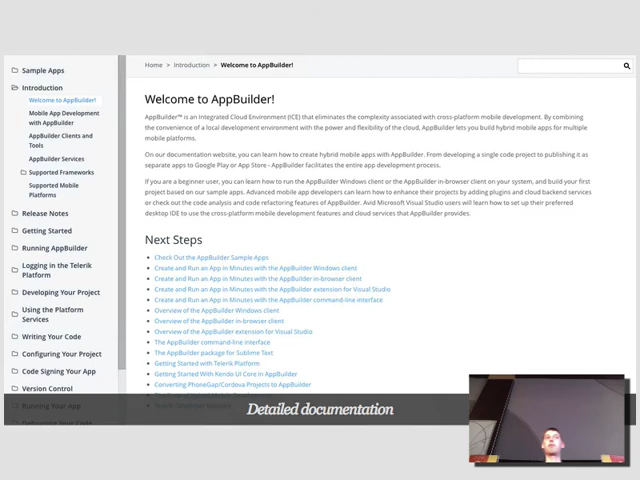 Sample Apps
Introduction
Welcome to AppBuilder!
Mobile App Development
with AppBuilder
AppBuilder Clients and
Tools
AppBuilder Services
Supported Frameworks
Supported Mobile
Platforms
Release Notes
Getting Started
Running AppBuilder
Logging in the Telerik
Platform
Developing Your Project
Using the Platform
Services
Writing Your Code
Configuring Your Project
Code Signing Your App
Version Control
Running Your App
Home > Introduction > Welcome to AppBuilder!
Welcome to AppBuilder!
AppBuilder™ is an Integrated Cloud Environment (ICE) that eliminates the complexity associated with cross-platform mobile development. By combining
the convenience of a local development environment with the power and flexibility of the cloud, AppBuilder lets you build hybrid mobile apps for multiple
mobile platforms.
On our documentation website, you can learn how to create hybrid mobile apps with AppBuilder. From developing a single code project to publishing it as
separate apps to Google Play or App Store - AppBuilder facilitates the entire app development process.
If you are a beginner user, you can learn how to run the AppBuilder Windows client or the AppBuilder in-browser client on your system, and build your first
project based on our sample apps. Advanced mobile app developers can learn how to enhance their projects by adding plugins and cloud backend services
or check out the code analysis and code refactoring features of AppBuilder. Avid Microsoft Visual Studio users will learn how to set up their preferred
desktop IDE to use the cross-platform mobile development features and cloud services that AppBuilder provides.
Next Steps
Check Out the AppBuilder Sample Apps
Create and Run an App in Minutes with the AppBuilder Windows client
Create and Run an App in Minutes with the AppBuilder in-browser client
Create and Run an App in Minutes with the AppBuilder extension for Visual Studio
Create and Run an App in Minutes with the AppBuilder command-line interface
Overview of the AppBuilder Windows client
Overview of the AppBuilder in-browser client
Overview of the AppBuilder extension for Visual Studio
The AppBuilder command-line interface
The AppBuilder package for Sublime Text
Getting Started with Telerik Platform
Getting Started With Kendo UI Core in AppBuilder
Converting PhoneGap/Cordova Projects to AppBuilder
Detailed documentation